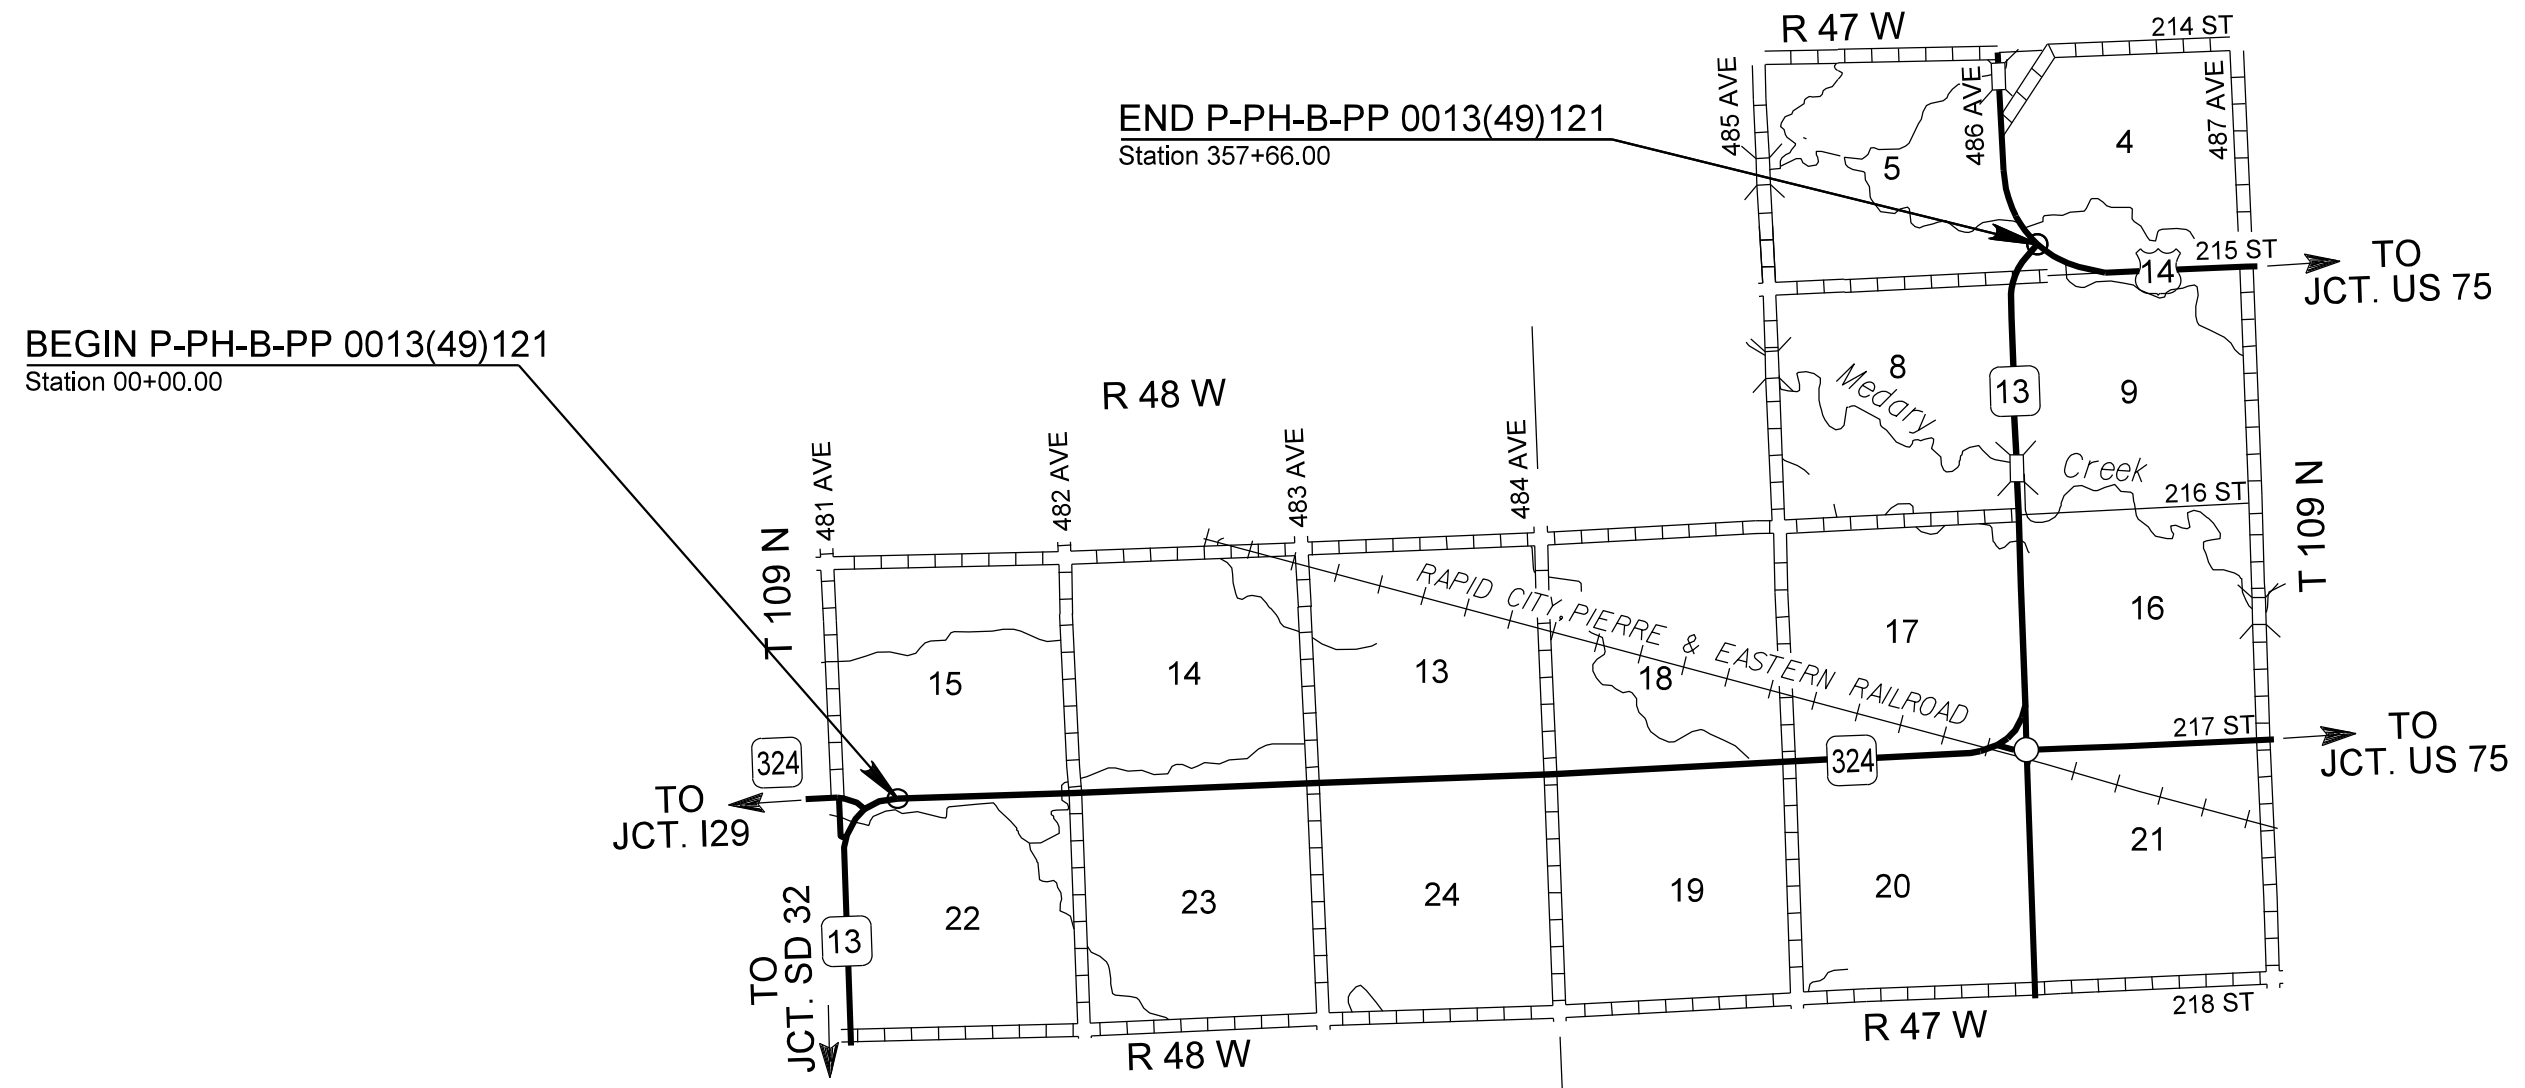 R 47 W
214 ST
485 AVE
486 AVE
487 AVE
END P-PH-B-PP 0013(49)121
Station 357+66.00
5
4
215 ST
14
TO
JCT. US 75
BEGIN P-PH-B-PP 0013(49)121
Station 00+00.00
R 48 W
8
Medary
13
9
Creek
216 ST
T 109 N
481 AVE
482 AVE
483 AVE
484 AVE
T 109 N
RAPID CITY, PIERRE & EASTERN RAILROAD
15
14
13
18
17
16
324
TO
JCT. I29
324
217 ST
TO
JCT. US 75
22
23
24
19
20
21
13
TO
JCT. SD 32
R 48 W
R 47 W
218 ST